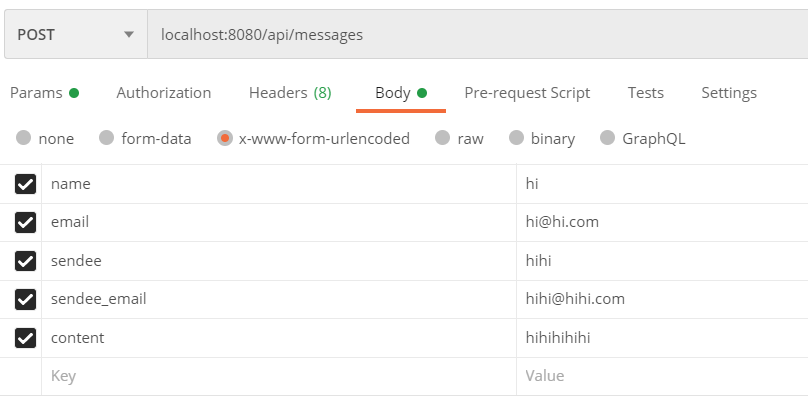 POST localhost:8080/api/messages
Params Authorization Headers (8) Body Pre-request Script Tests Settings
none form-data x-www-form-urlencoded raw binary GraphQL
name hi
email hi@hi.com
sendee hihi
sendee_email hihi@hihi.com
content hihihihihi
Key Value